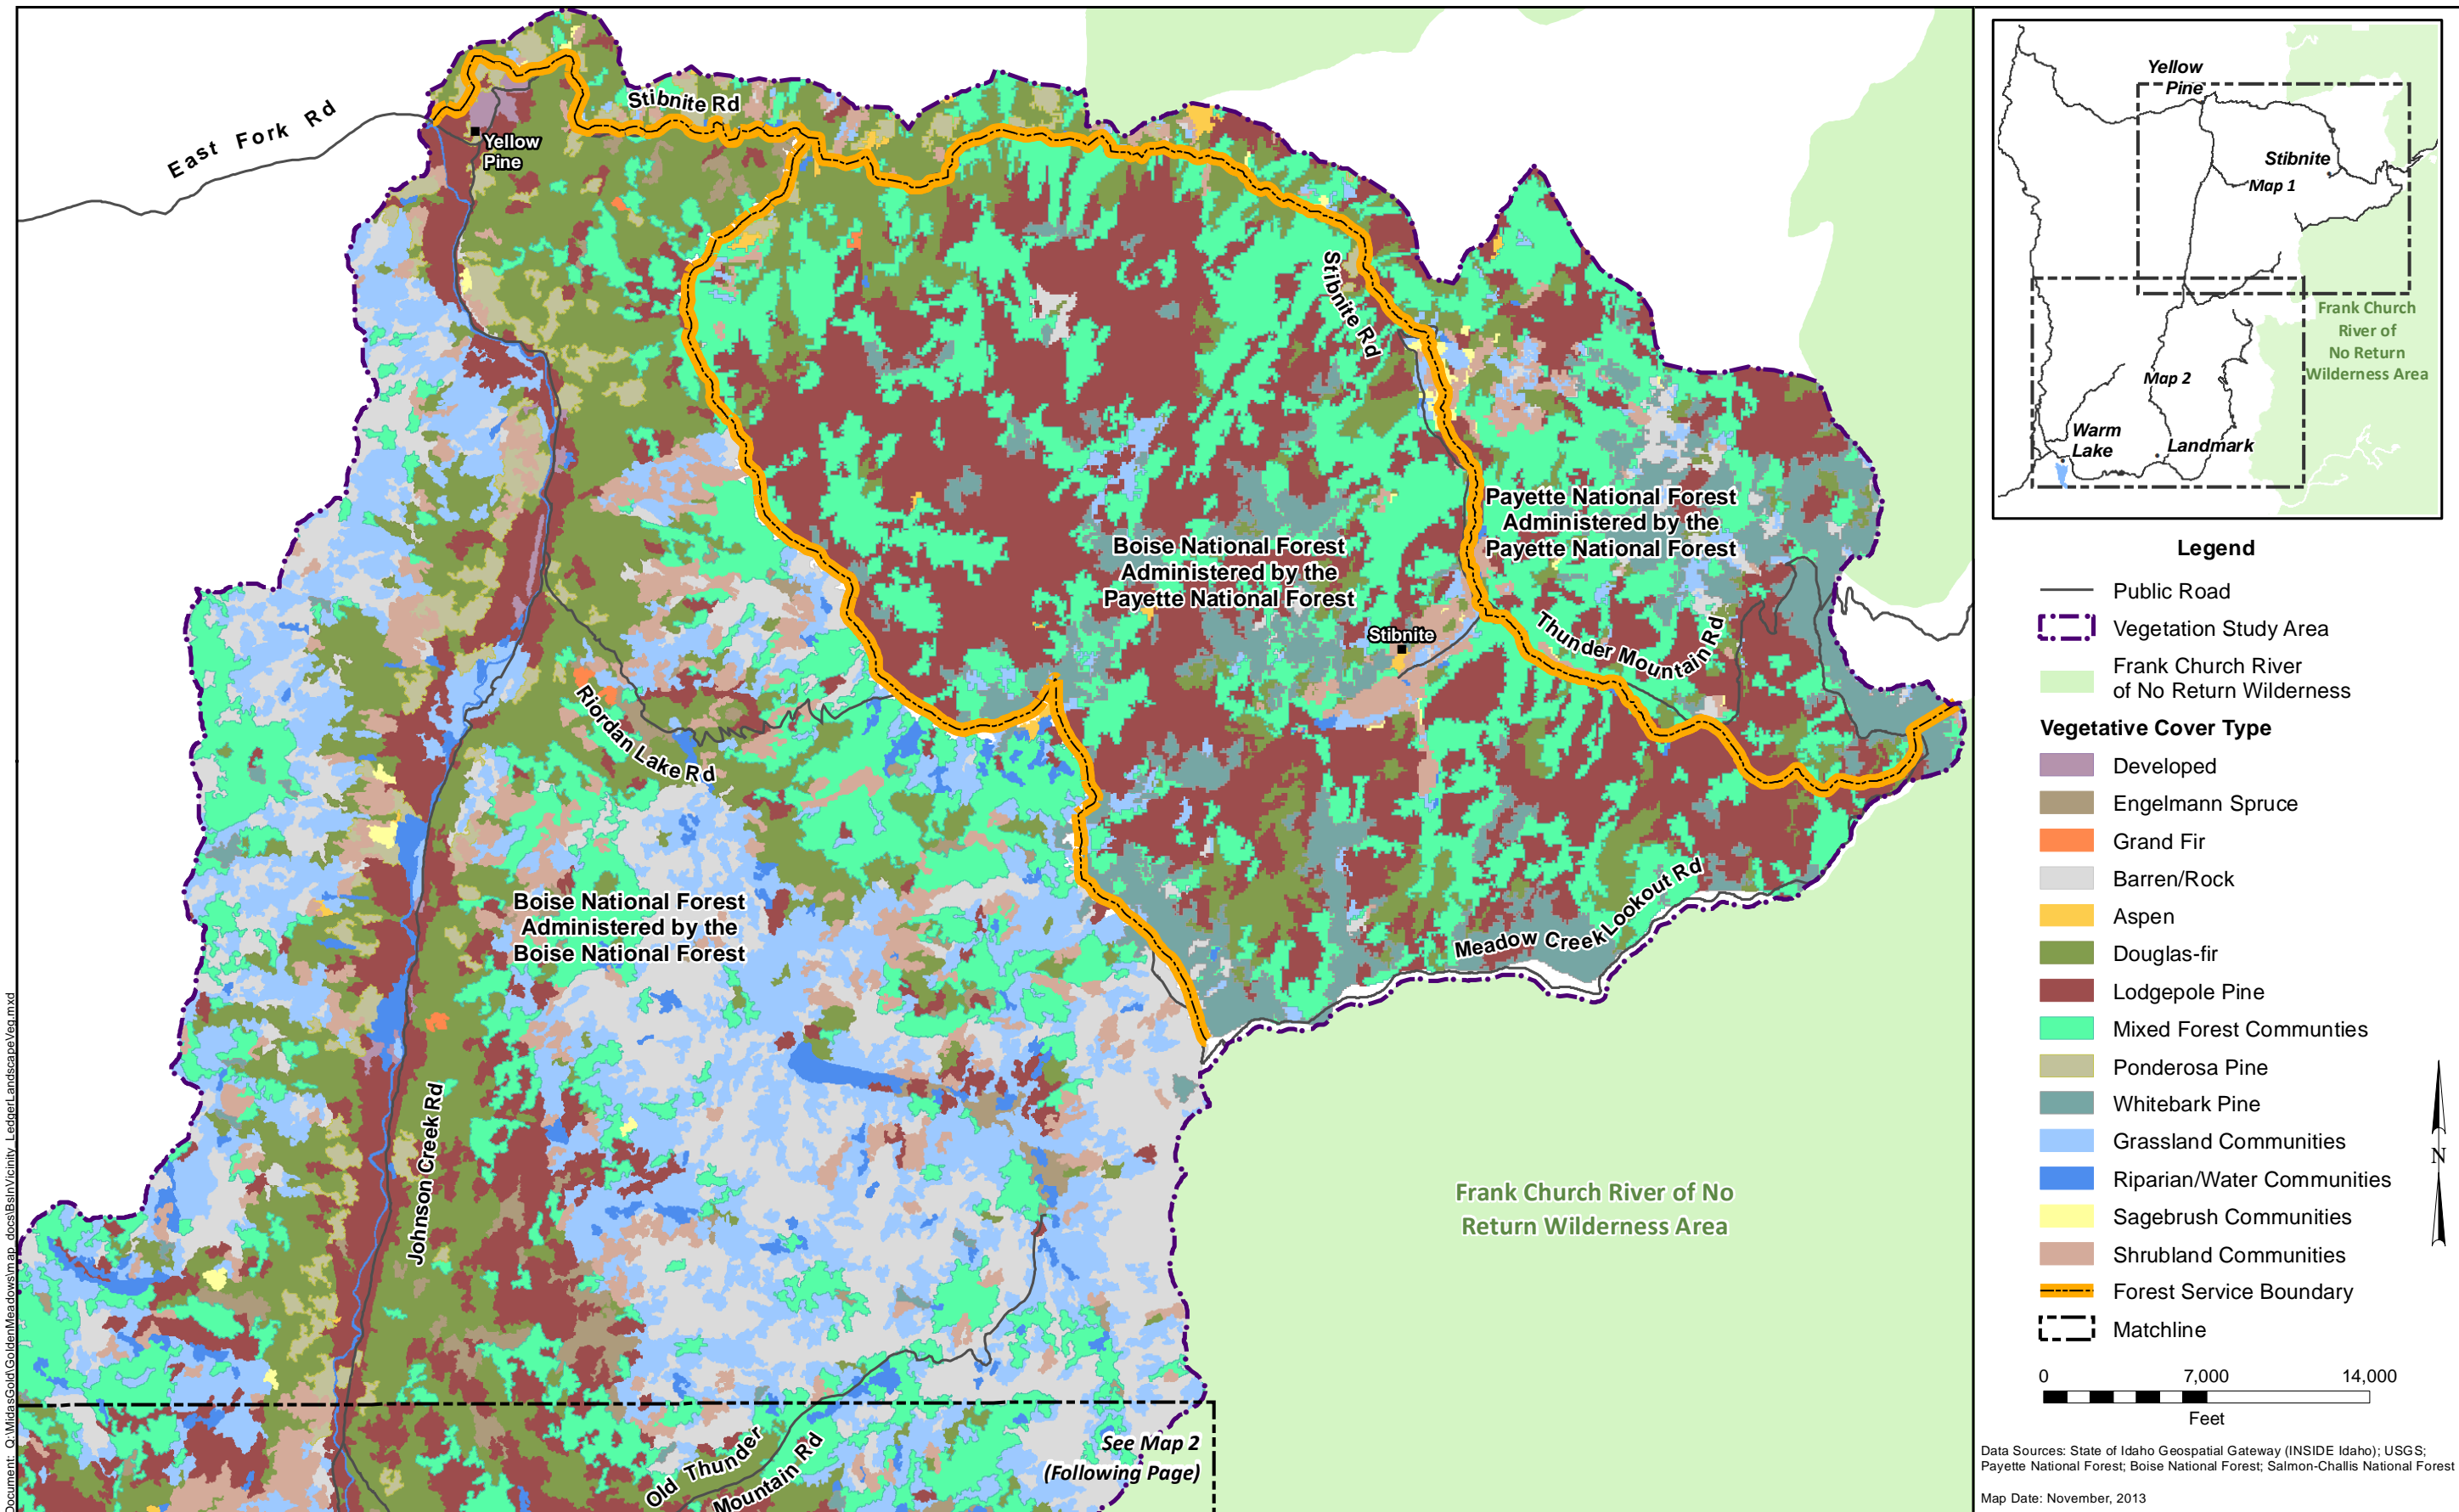 East Fork Rd
Stibnite Rd
Yellow
Pine
Stibnite Rd
Payette National Forest
Administered by the
Payette National Forest
Boise National Forest
Administered by the
Payette National Forest
Stibnite
Thunder Mountain Rd
Riordan Lake Rd
Boise National Forest
Administered by the
Boise National Forest
Meadow Creek Lookout Rd
Johnson Creek Rd
Frank Church River of No
Return Wilderness Area
Old Thunder
Mountain Rd
See Map 2
(Following Page)
Document: Q:\MidasGold\GoldenMeadows\map_docs\BsInVicinity_LedgerLandscapeVeg.mxd
Yellow
Pine
Stibnite
Map 1
Frank Church
River of
No Return
Wilderness Area
Map 2
Warm
Lake
Landmark
Legend
Public Road
Vegetation Study Area
Frank Church River
of No Return Wilderness
Vegetative Cover Type
Developed
Engelmann Spruce
Grand Fir
Barren/Rock
Aspen
Douglas-fir
Lodgepole Pine
Mixed Forest Communties
Ponderosa Pine
Whitebark Pine
Grassland Communities
Riparian/Water Communities
Sagebrush Communities
Shrubland Communities
Forest Service Boundary
Matchline
N
0 7,000 14,000
Feet
Data Sources: State of Idaho Geospatial Gateway (INSIDE Idaho); USGS;
Payette National Forest; Boise National Forest; Salmon-Challis National Forest
Map Date: November, 2013